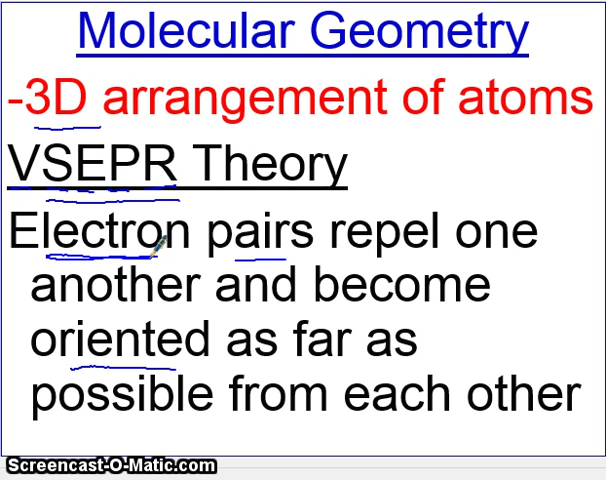 Molecular Geometry
-3D arrangement of atoms
VSEPR Theory
Electron pairs repel one
another and become
oriented as far as
possible from each other
Screencast-O-Matic.com